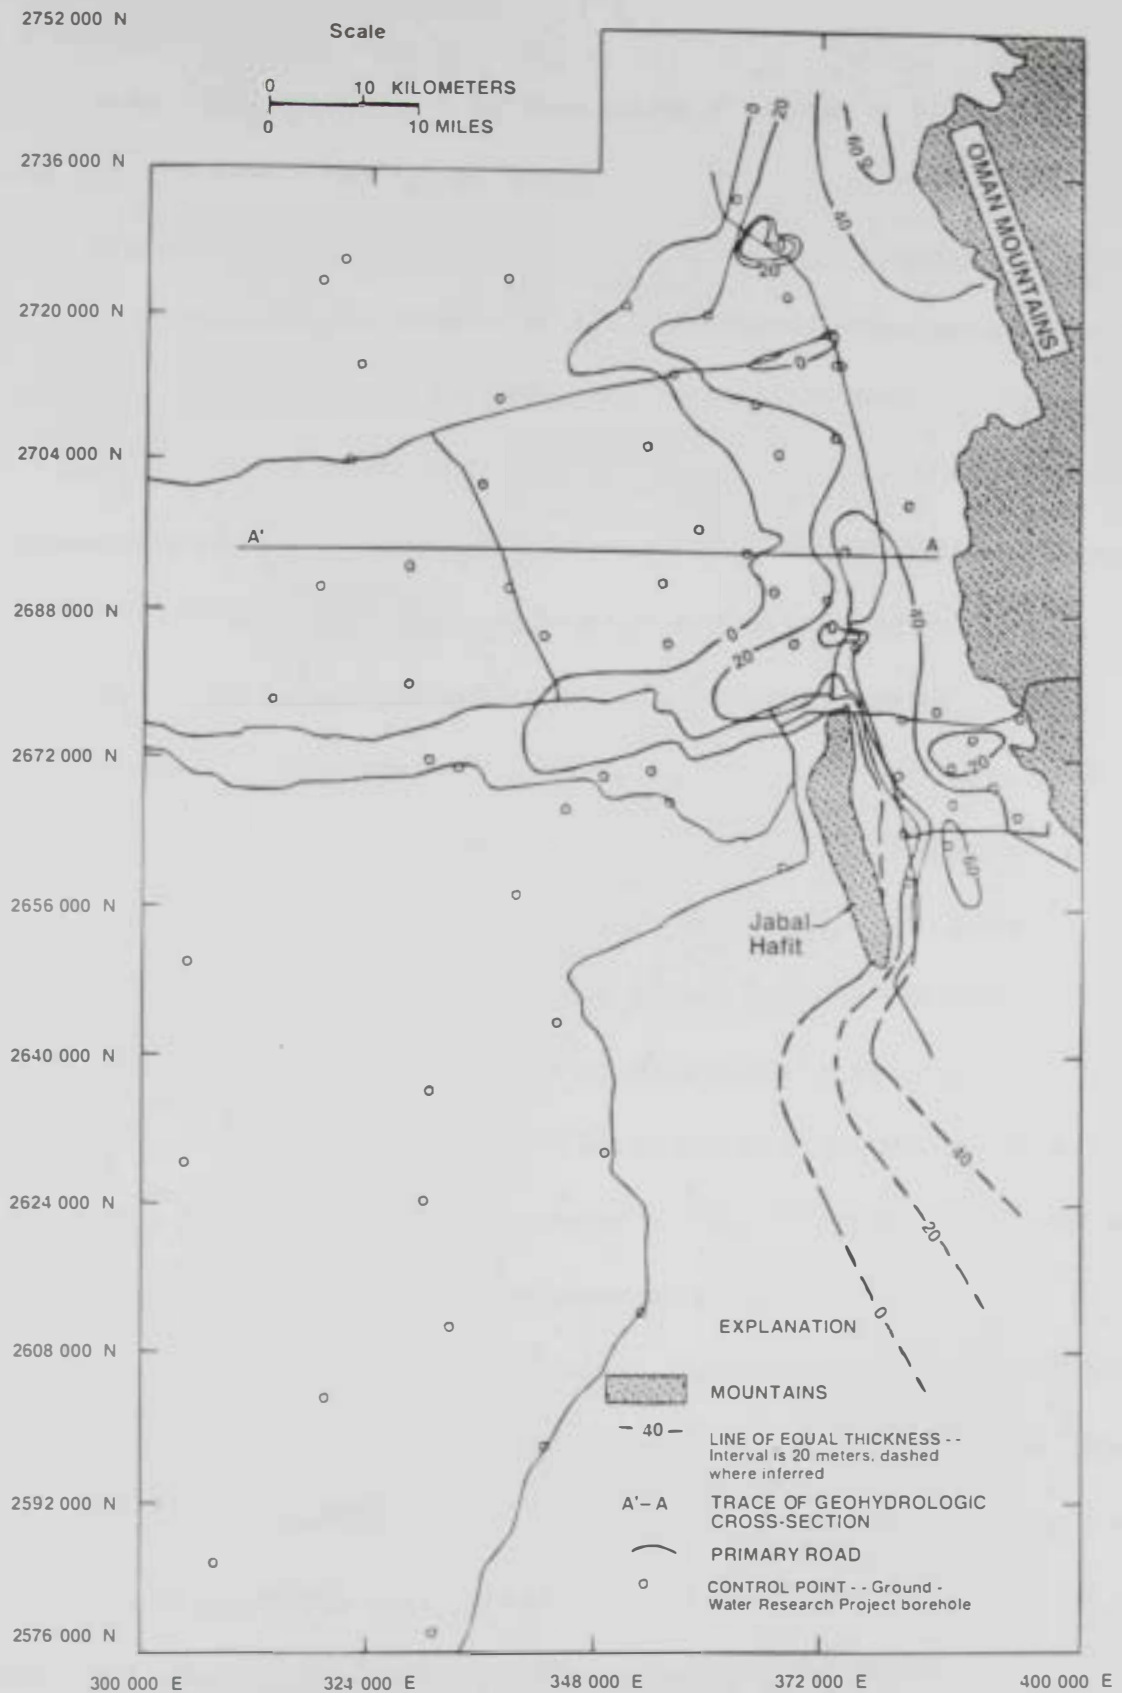 2752 000 N
Scale
0 10 KILOMETERS
0 10 MILES
2736 000 N
2720 000 N
2704 000 N
2688 000 N
2672 000 N
2656 000 N
2640 000 N
2624 000 N
2608 000 N
2592 000 N
2576 000 N
300 000 E
324 000 E
348 000 E
372 000 E
400 000 E
0
20
60
40
OMAN MOUNTAINS
20
0
A'
A
40
0
20
20
60
Jabal
Hafit
40
20
0
EXPLANATION
MOUNTAINS
- 40 -
LINE OF EQUAL THICKNESS - -
Interval is 20 meters, dashed
where inferred
A' - A
TRACE OF GEOHYDROLOGIC
CROSS-SECTION
PRIMARY ROAD
CONTROL POINT - - Ground -
Water Research Project borehole